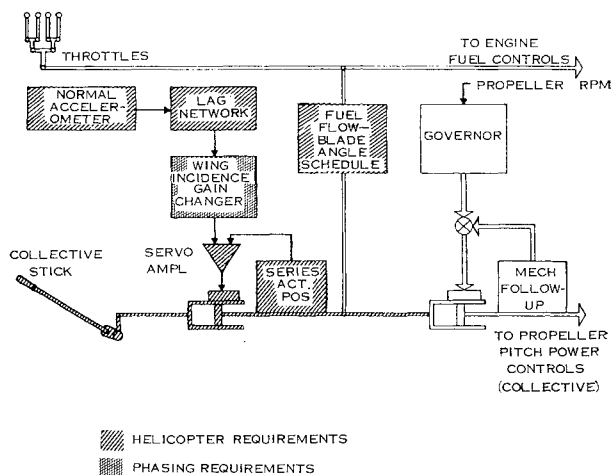 THROTTLES
TO ENGINE
FUEL CONTROLS
PROPELLER RPM
NORMAL
ACCELER-
OMETER
LAG
NETWORK
FUEL
FLOW-
BLADE
ANGLE
SCHEDULE
GOVERNOR
WING
INCIDENCE
GAIN
CHANGER
COLLECTIVE
STICK
SERVO
AMPL
SERIES
ACT.
POS
MECH
FOLLOW-
UP
TO PROPELLER
PITCH POWER
CONTROLS
(COLLECTIVE)
HELICOPTER REQUIREMENTS
PHASING REQUIREMENTS